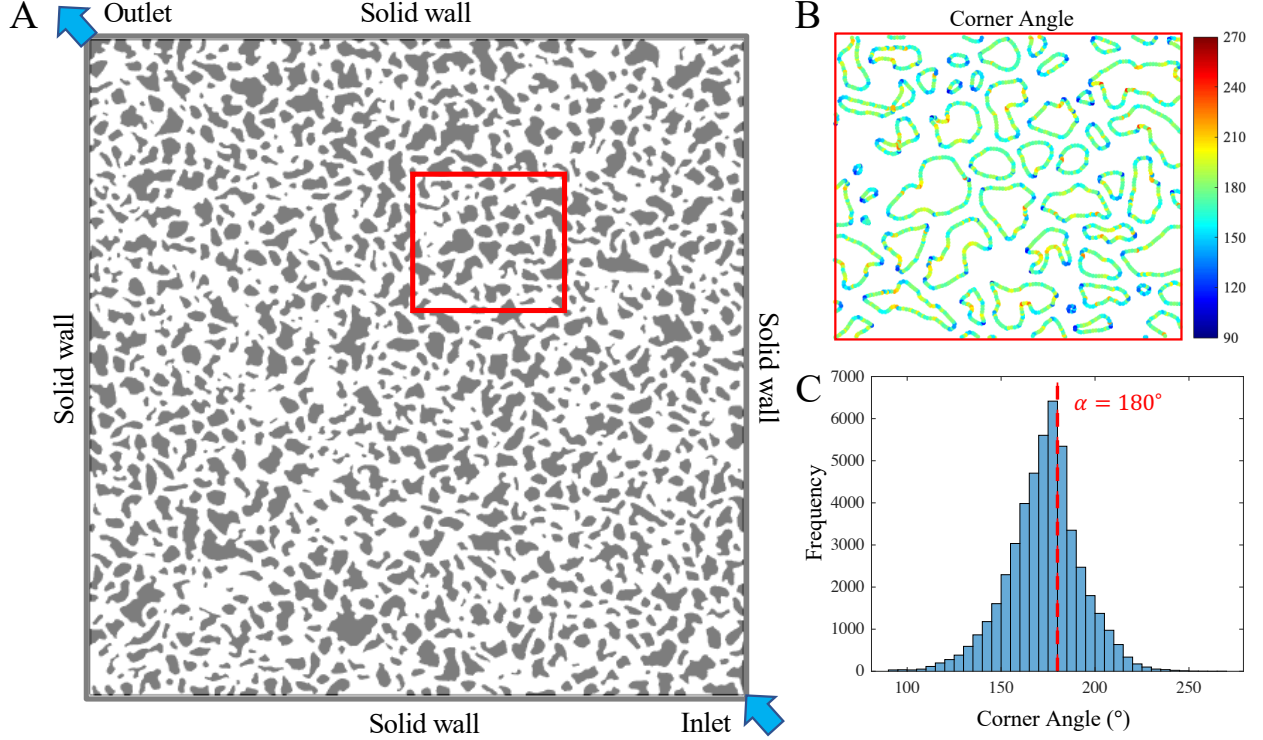 A
Outlet
Solid wall
Solid wall
Solid wall
Solid wall
Inlet
B
Corner Angle
270
240
210
180
150
120
90
C
7000
6000
5000
4000
3000
2000
1000
0
Frequency
α = 180°
100
150
200
250
Corner Angle (°)